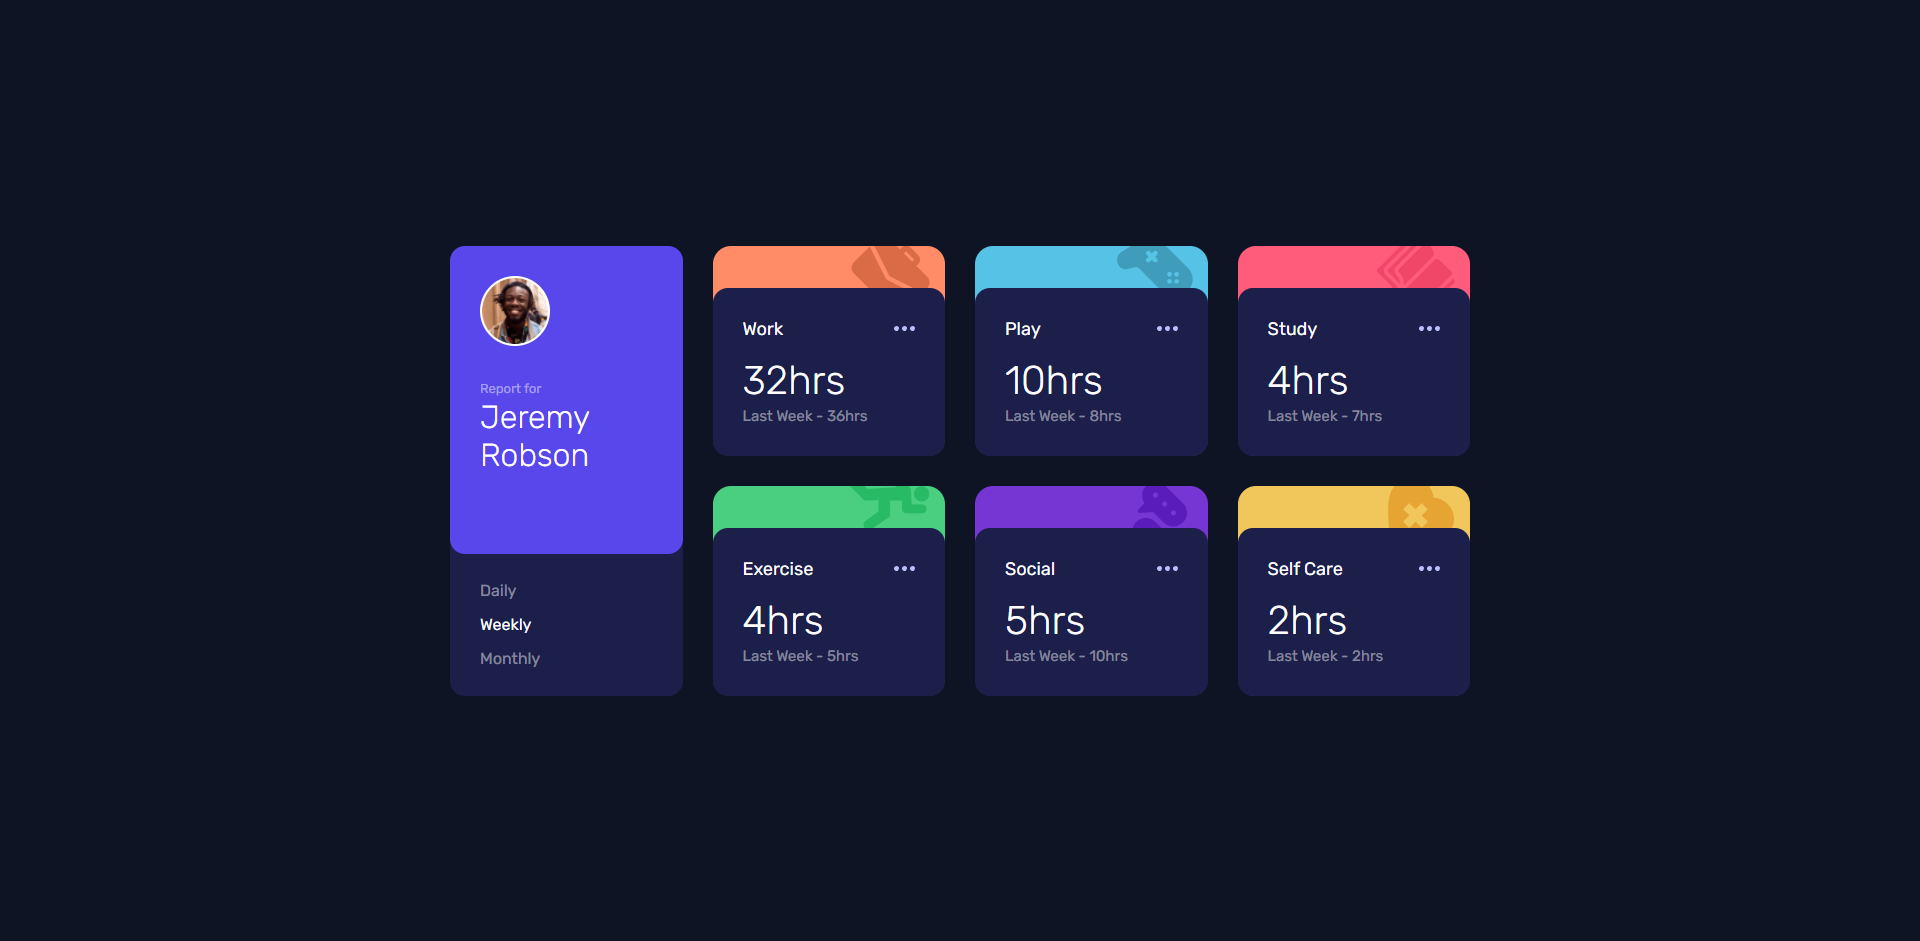 Report for
Jeremy
Robson
Daily
Weekly
Monthly
Work
32hrs
Last Week - 36hrs
Play
10hrs
Last Week - 8hrs
Study
4hrs
Last Week - 7hrs
Exercise
4hrs
Last Week - 5hrs
Social
5hrs
Last Week - 10hrs
Self Care
2hrs
Last Week - 2hrs